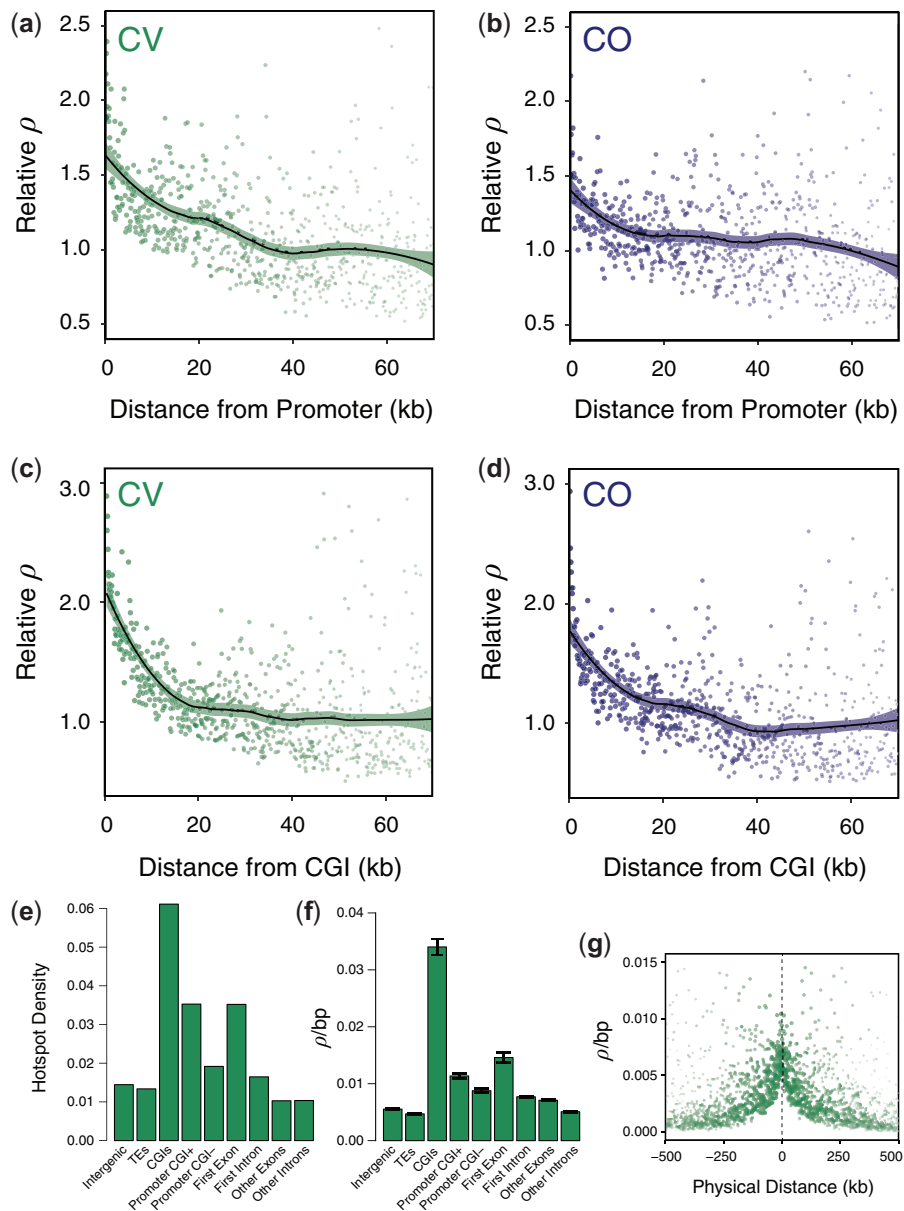 (a)
CV
2.5
2.0
1.5
1.0
0.5
Relative ρ
0
20
40
60
Distance from Promoter (kb)
(b)
CO
2.5
2.0
1.5
1.0
0.5
Relative ρ
0
20
40
60
Distance from Promoter (kb)
(c)
CV
3.0
2.0
1.0
Relative ρ
0
20
40
60
Distance from CGI (kb)
(d)
CO
3.0
2.0
1.0
Relative ρ
0
20
40
60
Distance from CGI (kb)
(e)
0.06
0.05
0.04
0.03
0.02
0.01
0.00
Hotspot Density
Intergenic
TEs
CGIs
Promoter CGI+
Promoter CGI−
First Exon
First Intron
Other Exons
Other Introns
(f)
0.04
0.03
0.02
0.01
0.00
ρ/bp
Intergenic
TEs
CGIs
Promoter CGI+
Promoter CGI−
First Exon
First Intron
Other Exons
Other Introns
(g)
0.015
0.010
0.005
0.000
ρ/bp
−500
−250
0
250
500
Physical Distance (kb)